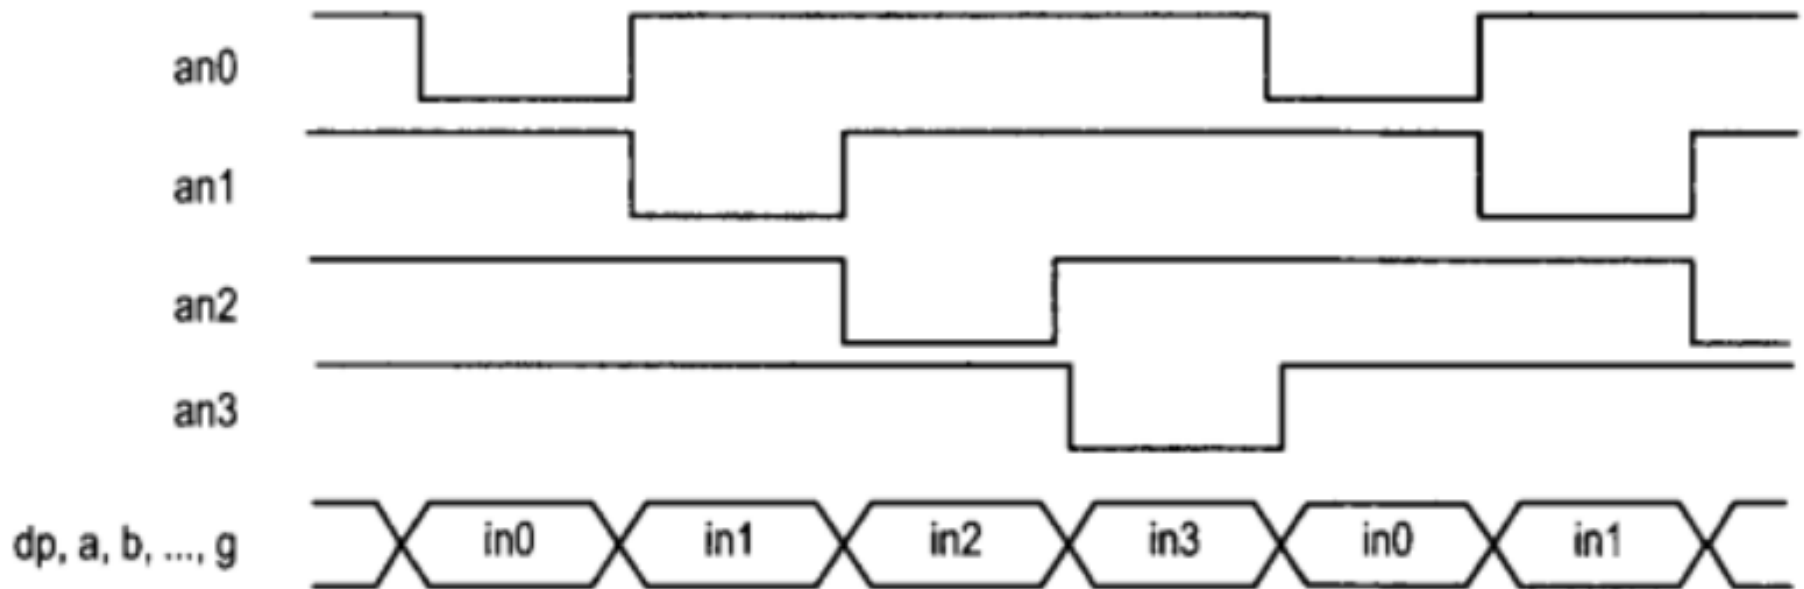 an0
an1
an2
an3
dp, a, b, ..., g in0 in1 in2 in3 in0 in1